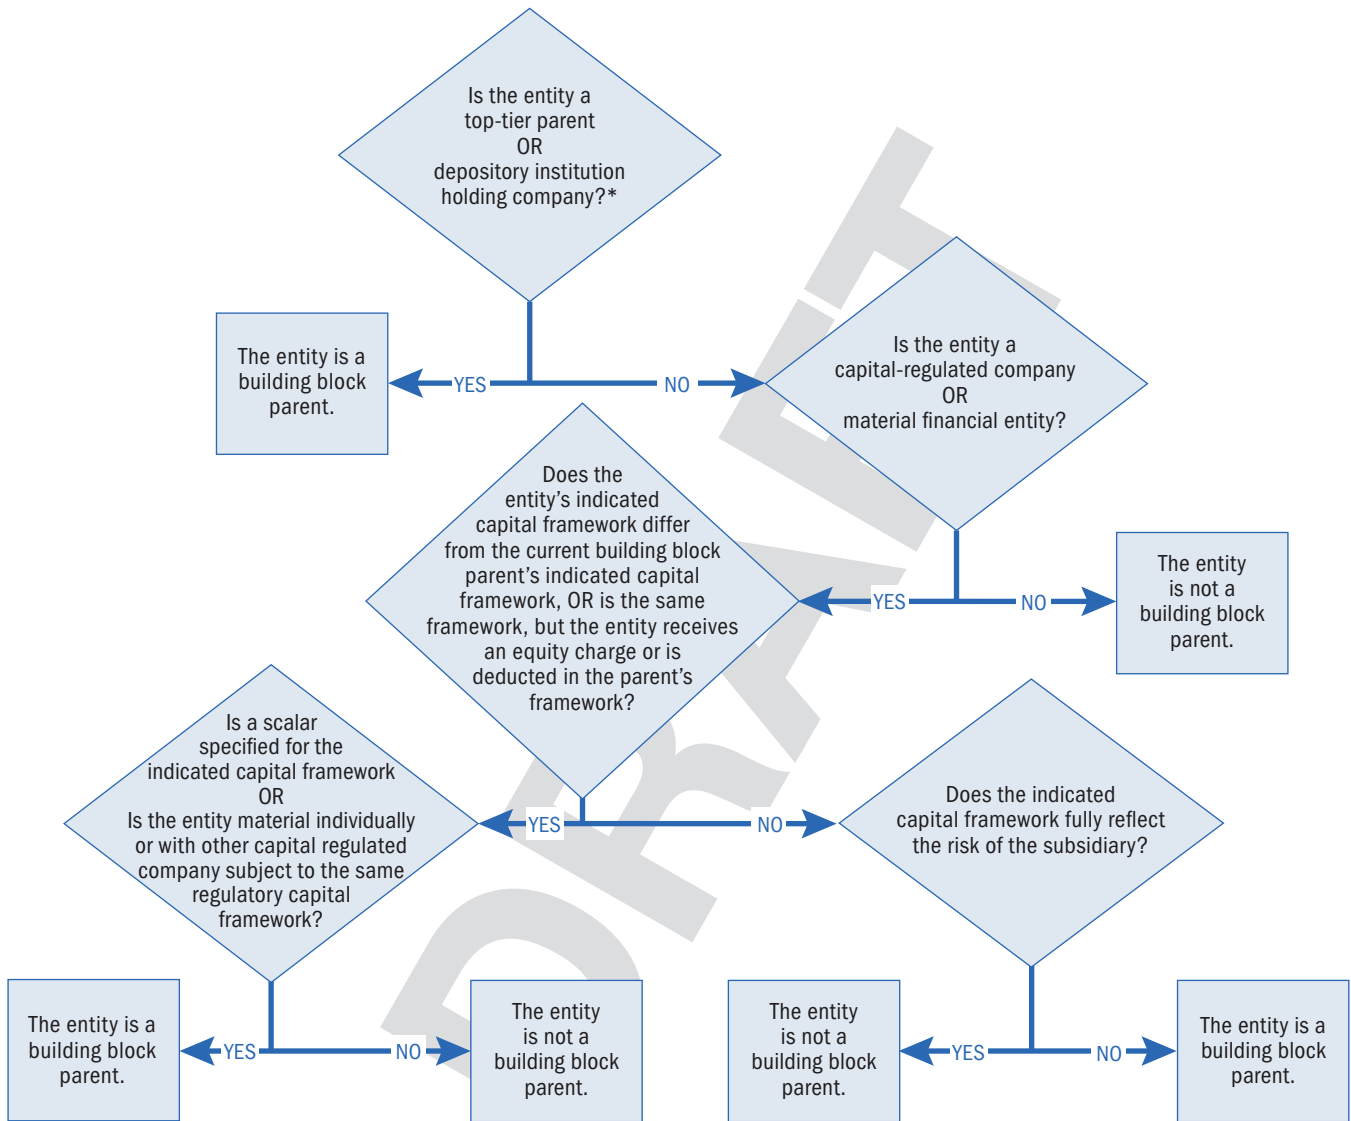 Is the entity a
top-tier parent
OR
depository institution
holding company?*
The entity is a
building block
parent.
YES
NO
Is the entity a
capital-regulated company
OR
material financial entity?
Does the
entity’s indicated
capital framework differ
from the current building block
parent’s indicated capital
framework, OR is the same
framework, but the entity receives
an equity charge or is
deducted in the parent’s
framework?
YES
NO
The entity
is not a
building block
parent.
Is a scalar
specified for the
indicated capital framework
OR
Is the entity material individually
or with other capital regulated
company subject to the same
regulatory capital
framework?
YES
NO
Does the indicated
capital framework fully reflect
the risk of the subsidiary?
The entity is a
building block
parent.
YES
NO
The entity
is not a
building block
parent.
The entity
is not a
building block
parent.
YES
NO
The entity is a
building block
parent.
DRAFT